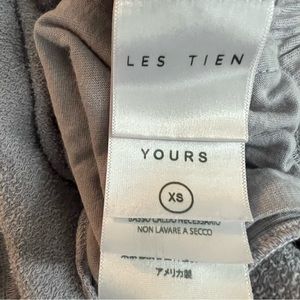 LES TIEN
YOURS
XS
BASSO CALDO NECESSARIO
NON LAVARE A SECCO
アメリカ製